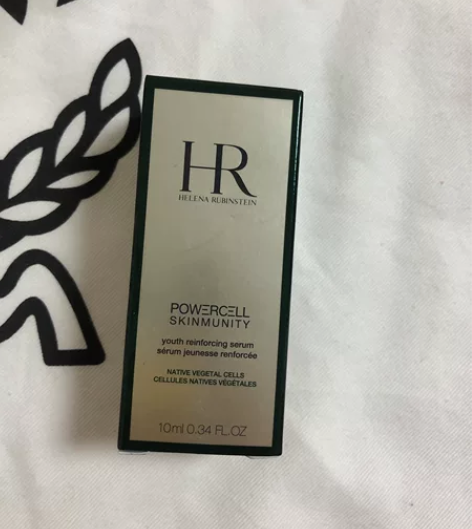 HR
HELENA RUBINSTEIN
POWERCELL
SKINMUNITY
youth reinforcing serum
sérum jeunesse renforcée
NATIVE VEGETAL CELLS
CELLULES NATIVES VÉGÉTALES
10ml 0.34 FL.OZ